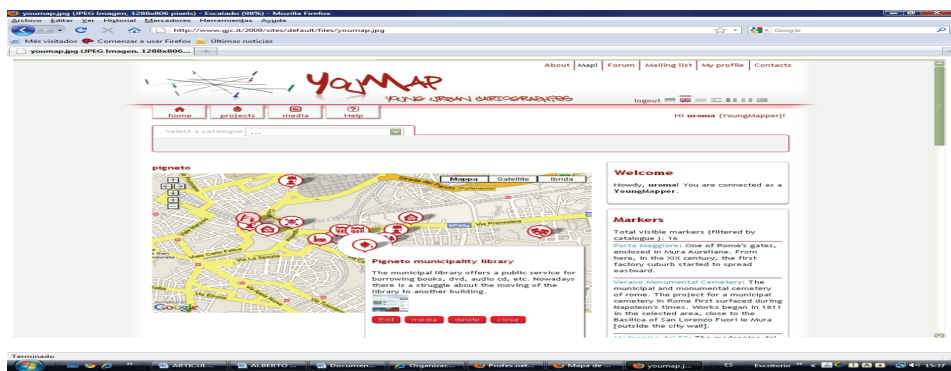 youmap.jpg (JPEG Imagen, 1288x806 pixels) - Escalado (98%) - Mozilla Firefox
Archivo Editar Ver Historial Marcadores Herramientas Ayuda
http://www.gjc.it/2009/sites/default/files/youmap.jpg
Google
Más visitados Comenzar a usar Firefox Últimas noticias
youmap.jpg (JPEG Imagen, 1288x806...
About Map! Forum Mailing list My profile Contacts
YouMAP
YOUNG URBAN CARTOGRAPHERS
logout
home projects media Help
Hi uroma (YoungMapper)!
Select a catalogue ...
pigneto
Mappa Satellite Ibrida
Via Prenestina
Google
Pigneto municipality library
The municipal library offers a public service for
borrowing books, dvd, audio cd, etc. Nowadays
there is a struggle about the moving of the
library to another building.
Edit media delete close
Welcome
Howdy, uroma! You are connected as a
YoungMapper.
Markers
Total visible markers (filtered by
catalogue ): 16
Porta Maggiore: One of Rome's gates,
enclosed in Mura Aureliane. From
here, in the XIX century, the first
factory suburb started to spread
eastward.
Verano Monumental Cemetery: The
municipal and monumental cemetery
of rome. The project for a municipal
cemetery in Rome first surfaced during
Napoleon's times. Works began in 1811
in the selected area, close to the
Basilica of San Lorenzo Fuori le Mura
[outside the city wall].
Terminado
ARTICUL... ALBERTO ... Documen... Organizac... Profes.net... Mapa de ... youmap.j... ES Escritorio